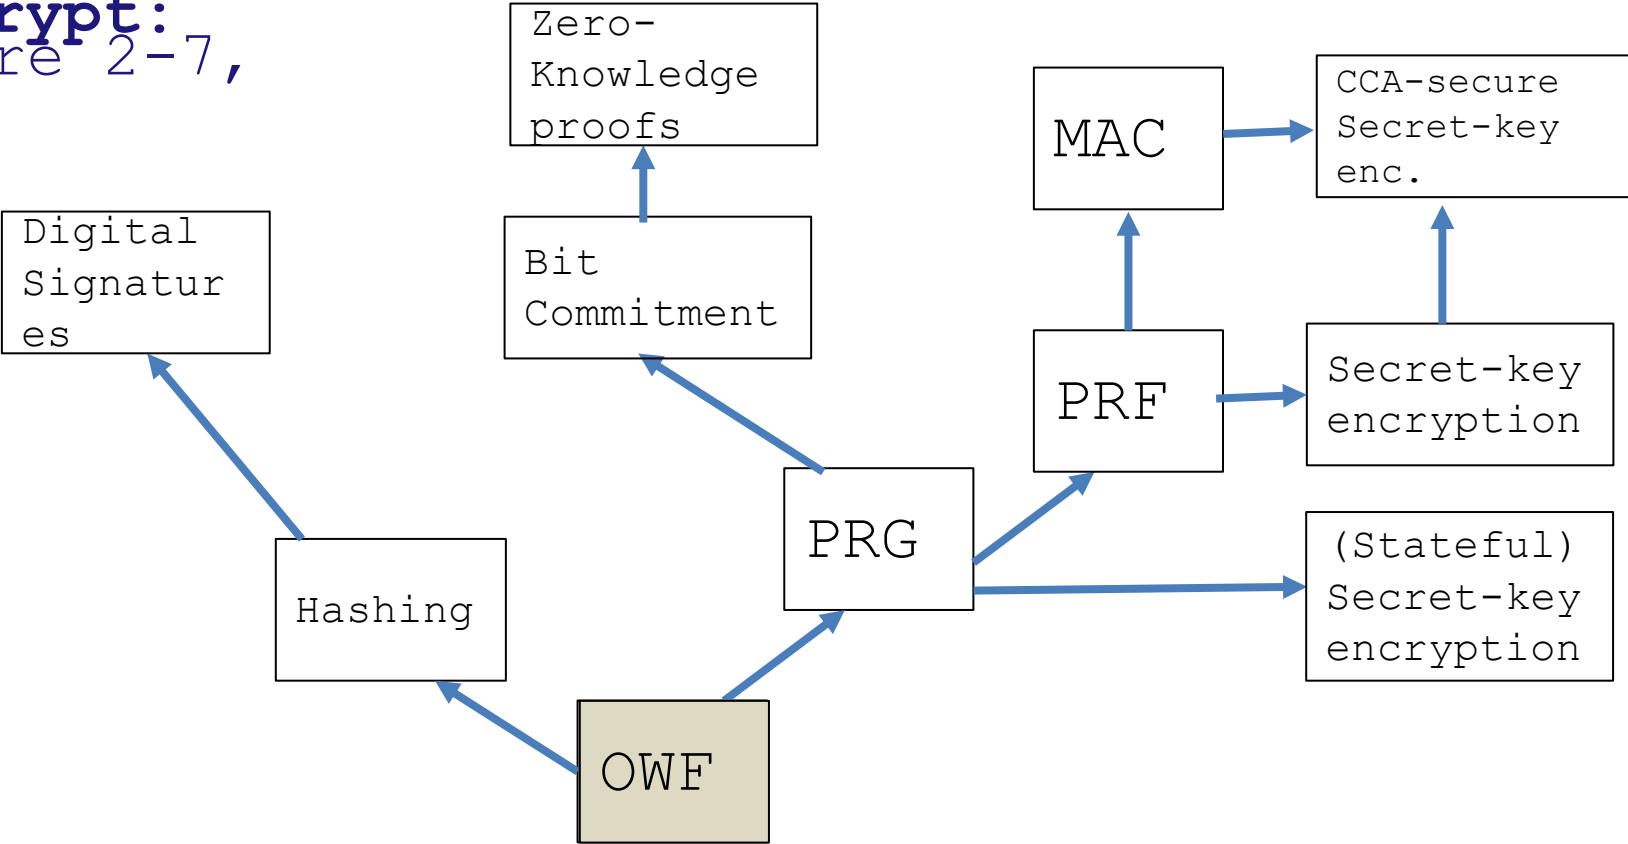 rypt:
re 2-7,
Zero-
Knowledge
proofs
MAC
CCA-secure
Secret-key
enc.
Digital
Signatur
es
Bit
Commitment
PRF
Secret-key
encryption
PRG
(Stateful)
Secret-key
encryption
Hashing
OWF